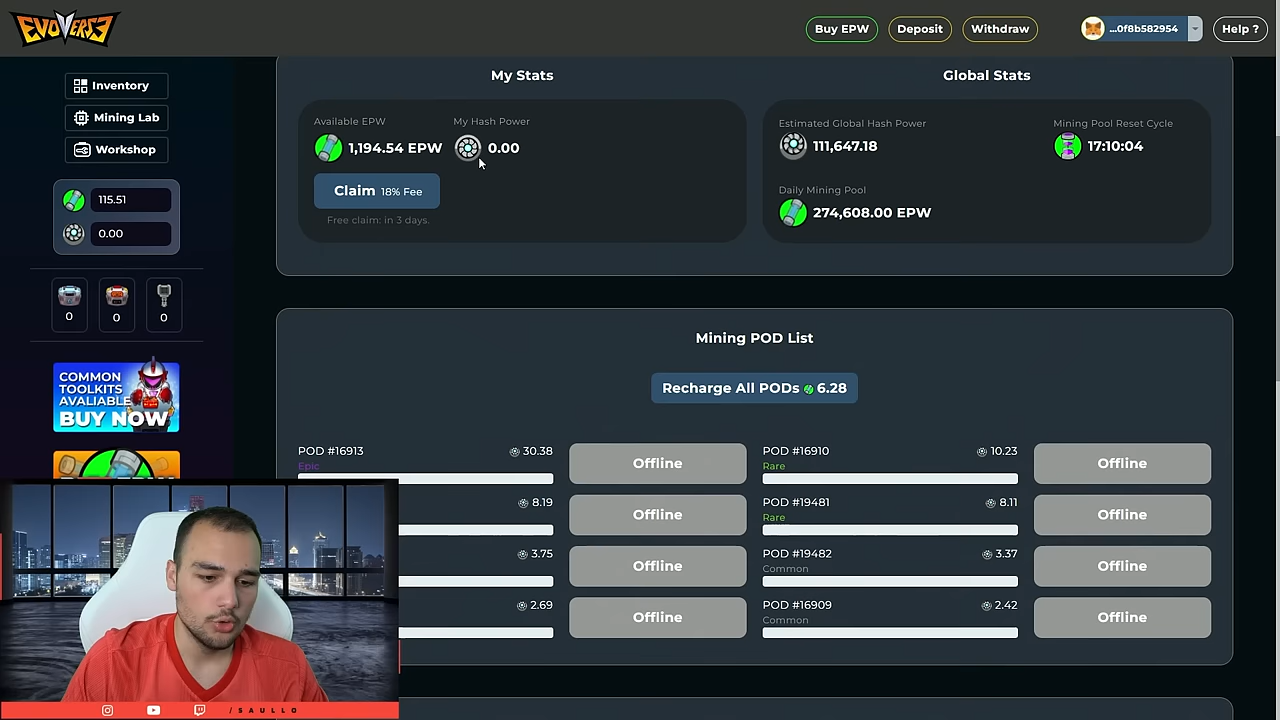 EVOVERS3
Buy EPW
Deposit
Withdraw
...0f8b582954
Help ?
Inventory
Mining Lab
Workshop
115.51
0.00
0
0
0
COMMON
TOOLKITS
AVALIABLE
BUY NOW
My Stats
Available EPW
1,194.54 EPW
My Hash Power
0.00
Claim 18% Fee
Free claim: in 3 days.
Global Stats
Estimated Global Hash Power
111,647.18
Mining Pool Reset Cycle
17:10:04
Daily Mining Pool
274,608.00 EPW
Mining POD List
Recharge All PODs 6.28
POD #16913
30.38
Epic
Offline
POD #16910
10.23
Rare
Offline
8.19
Offline
POD #19481
8.11
Rare
Offline
3.75
Offline
POD #19482
3.37
Common
Offline
2.69
Offline
POD #16909
2.42
Common
Offline
/SAULLO